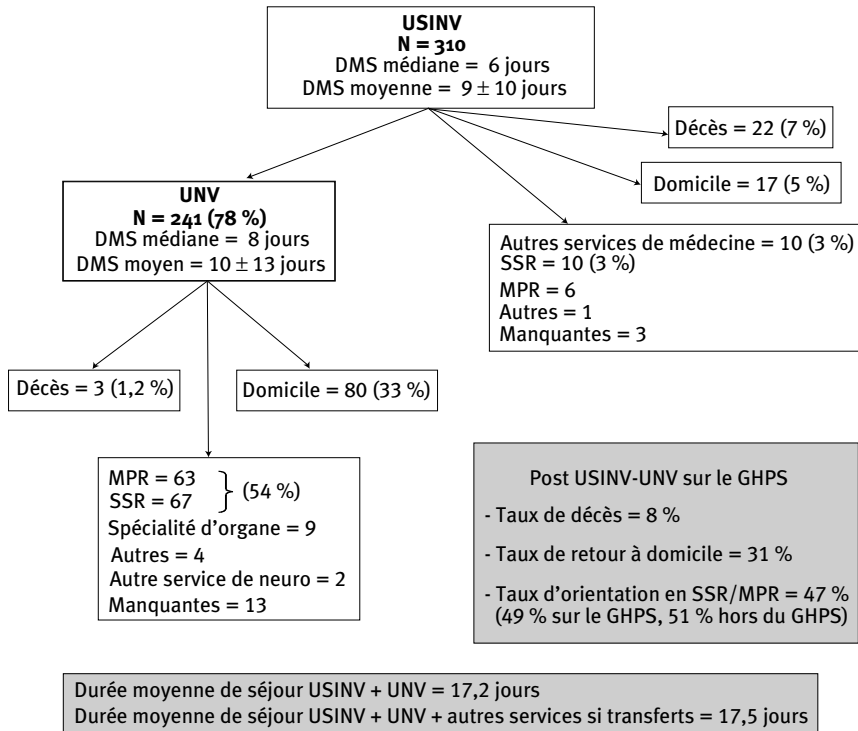 USINV
N = 310
DMS médiane = 6 jours
DMS moyenne = 9 ± 10 jours
Décès = 22 (7 %)
Domicile = 17 (5 %)
UNV
N = 241 (78 %)
DMS médiane = 8 jours
DMS moyen = 10 ± 13 jours
Autres services de médecine = 10 (3 %)
SSR = 10 (3 %)
MPR = 6
Autres = 1
Manquantes = 3
Décès = 3 (1,2 %)
Domicile = 80 (33 %)
MPR = 63
SSR = 67
(54 %)
Spécialité d'organe = 9
Autres = 4
Autre service de neuro = 2
Manquantes = 13
Post USINV-UNV sur le GHPS
- Taux de décès = 8 %
- Taux de retour à domicile = 31 %
- Taux d'orientation en SSR/MPR = 47 %
(49 % sur le GHPS, 51 % hors du GHPS)
Durée moyenne de séjour USINV + UNV = 17,2 jours
Durée moyenne de séjour USINV + UNV + autres services si transferts = 17,5 jours